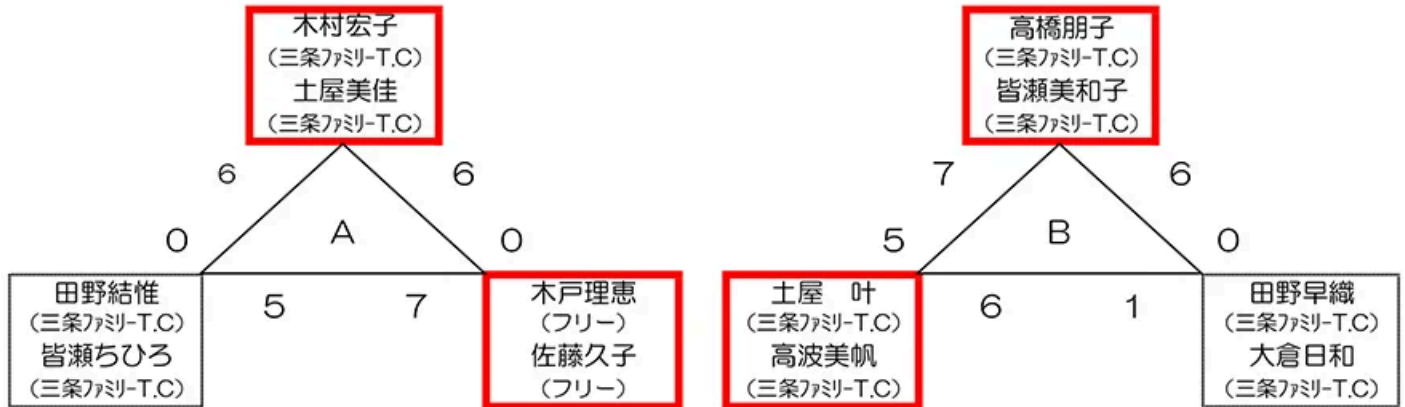 木村宏子
(三条ﾌｧﾐﾘｰT.C)
土屋美佳
(三条ﾌｧﾐﾘｰT.C)
6
6
0
A
0
田野結惟
(三条ﾌｧﾐﾘｰT.C)
皆瀬ちひろ
(三条ﾌｧﾐﾘｰT.C)
5
7
木戸理恵
(フリー)
佐藤久子
(フリー)
高橋朋子
(三条ﾌｧﾐﾘｰT.C)
皆瀬美和子
(三条ﾌｧﾐﾘｰT.C)
7
6
5
B
0
土屋　叶
(三条ﾌｧﾐﾘｰT.C)
高波美帆
(三条ﾌｧﾐﾘｰT.C)
6
1
田野早織
(三条ﾌｧﾐﾘｰT.C)
大倉日和
(三条ﾌｧﾐﾘｰT.C)